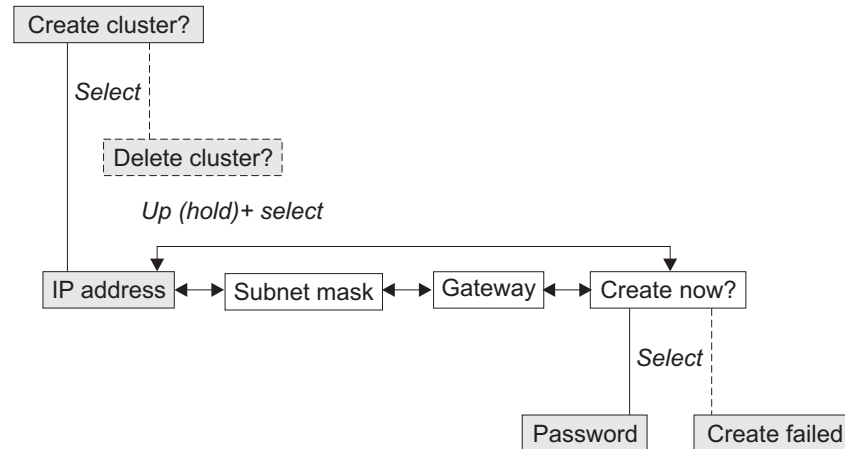 Create cluster?
Select
Delete cluster?
Up (hold)+ select
IP address
Subnet mask
Gateway
Create now?
Select
Password
Create failed